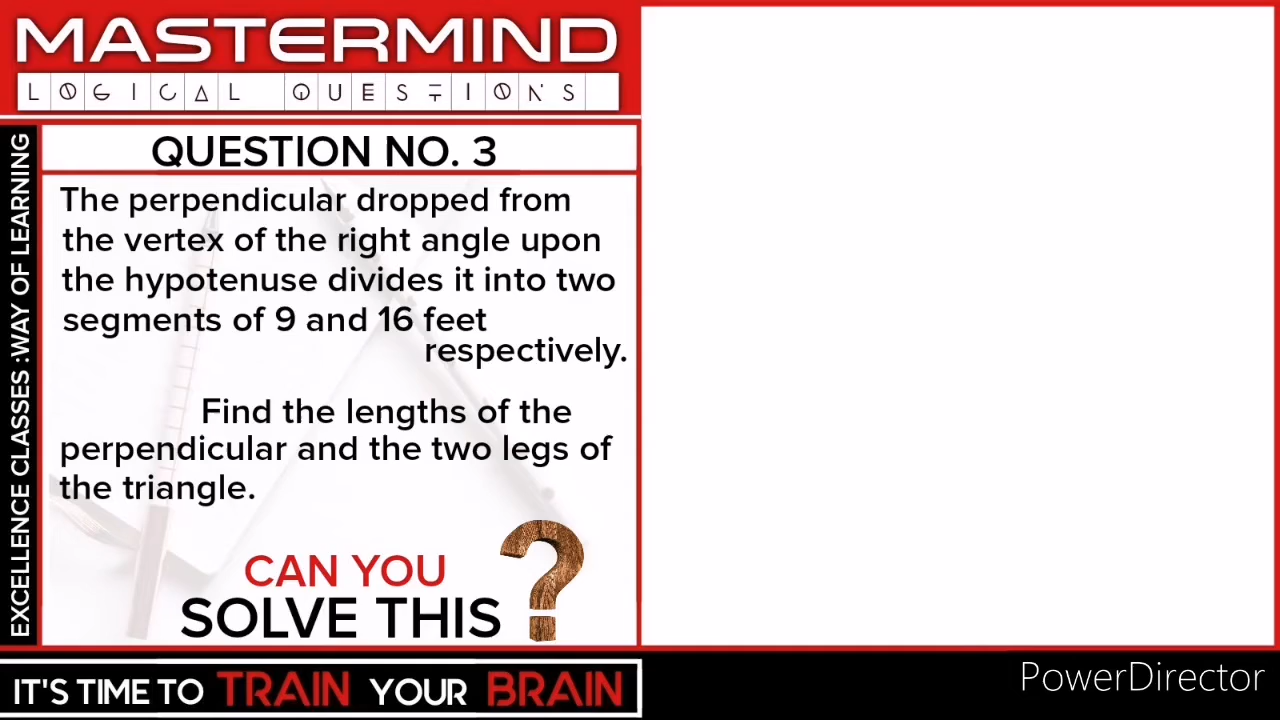 MASTERMIND
LOGICAL QUESTIONS
EXCELLENCE CLASSES :WAY OF LEARNING
QUESTION NO. 3
The perpendicular dropped from
the vertex of the right angle upon
the hypotenuse divides it into two
segments of 9 and 16 feet
respectively.
Find the lengths of the
perpendicular and the two legs of
the triangle.
CAN YOU
SOLVE THIS ?
IT'S TIME TO TRAIN YOUR BRAIN
PowerDirector